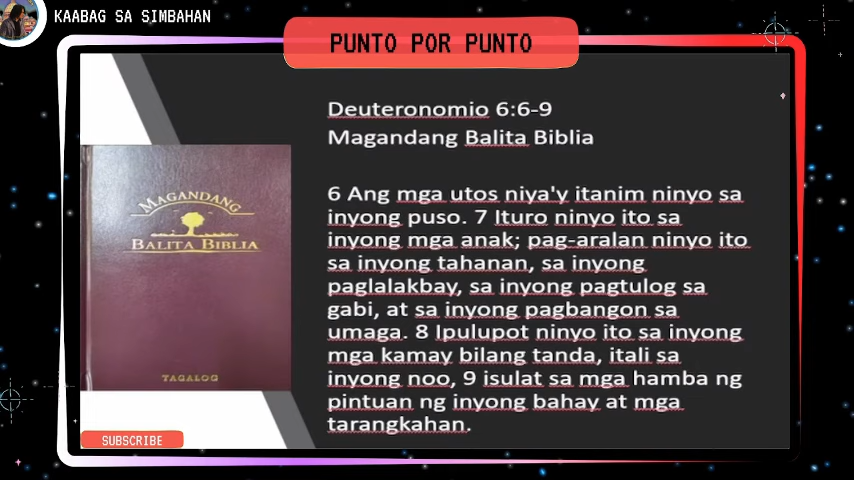 KAABAG SA SIMBAHAN
PUNTO POR PUNTO
Deuteronomio 6:6-9
Magandang Balita Biblia
6 Ang mga utos niya'y itanim ninyo sa
inyong puso. 7 Ituro ninyo ito sa
inyong mga anak; pag-aralan ninyo ito
sa inyong tahanan, sa inyong
paglalakbay, sa inyong pagtulog sa
gabi, at sa inyong pagbangon sa
umaga. 8 Ipulupot ninyo ito sa inyong
mga kamay bilang tanda, itali sa
inyong noo, 9 isulat sa mga hamba ng
pintuan ng inyong bahay at mga
tarangkahan.
MAGANDANG
BALITA BIBLIA
TAGALOG
SUBSCRIBE